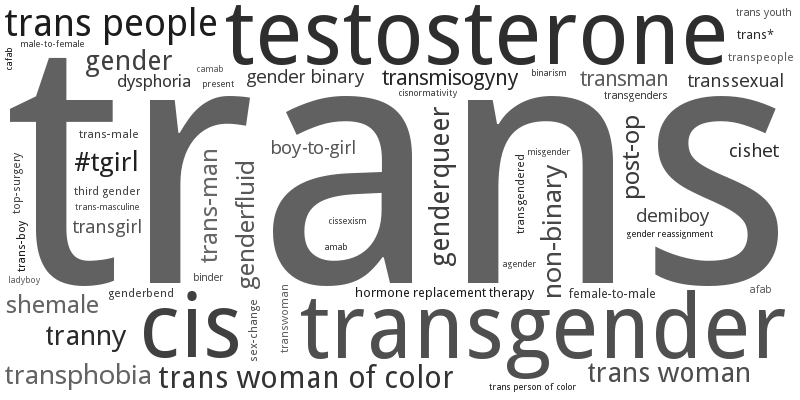 trans people
testosterone
trans youth
male-to-female
trans*
cafab
gender
transpeople
dysphoria
camab
present
gender binary
transmisogyny
binarism
transman
transsexual
cisnormativity
transgenders
trans
trans-male
#tgirl
boy-to-girl
genderqueer
misgender
post-op
cishet
top-surgery
third gender
trans-man
genderfluid
transgendered
non-binary
trans-masculine
transgirl
cissexism
demiboy
trans-boy
amab
gender reassignment
agender
ladyboy
binder
genderbend
hormone replacement therapy
female-to-male
afab
shemale
tranny
cis
sex-change
transwoman
transgender
transphobia
trans woman of color
trans person of color
trans woman